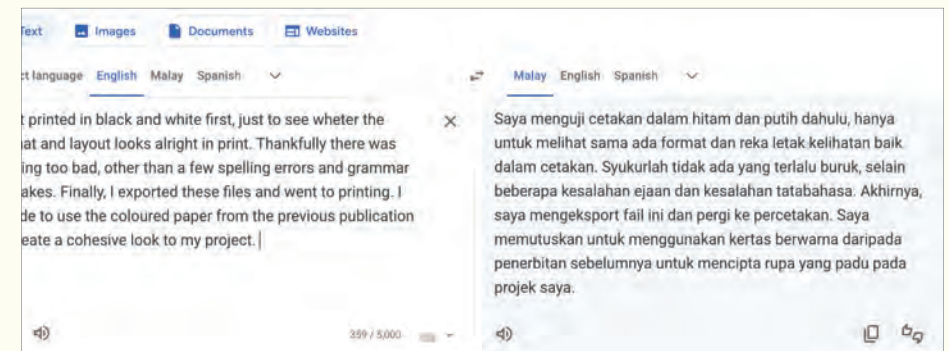 Text Images Documents Websites
ct language English Malay Spanish
Malay English Spanish
t printed in black and white first, just to see wheter the
at and layout looks alright in print. Thankfully there was
ing too bad, other than a few spelling errors and grammar
akes. Finally, I exported these files and went to printing. I
de to use the coloured paper from the previous publication
eate a cohesive look to my project.
359 / 5,000
Saya menguji cetakan dalam hitam dan putih dahulu, hanya
untuk melihat sama ada format dan reka letak kelihatan baik
dalam cetakan. Syukurlah tidak ada yang terlalu buruk, selain
beberapa kesalahan ejaan dan kesalahan tatabahasa. Akhirnya,
saya mengeksport fail ini dan pergi ke percetakan. Saya
memutuskan untuk menggunakan kertas berwarna daripada
penerbitan sebelumnya untuk mencipta rupa yang padu pada
projek saya.